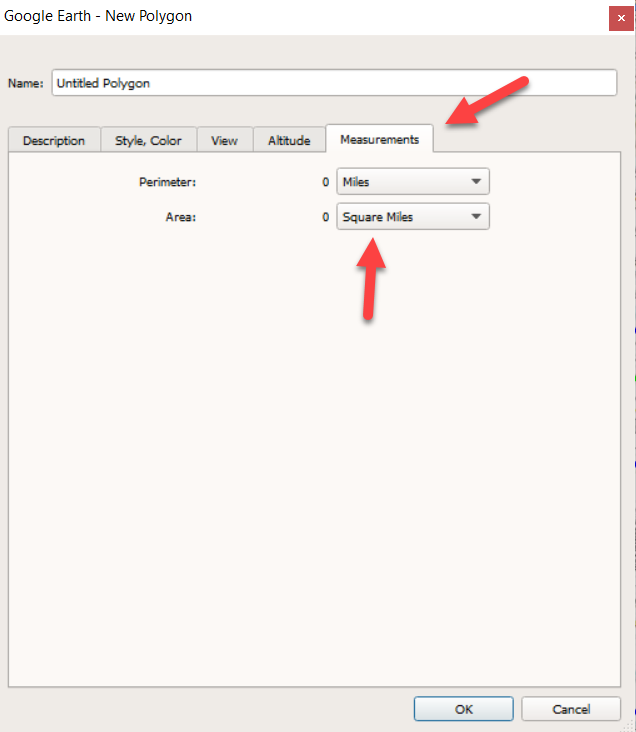 Google Earth - New Polygon
Name: Untitled Polygon
Description Style, Color View Altitude Measurements
Perimeter: 0 Miles
Area: 0 Square Miles
OK Cancel